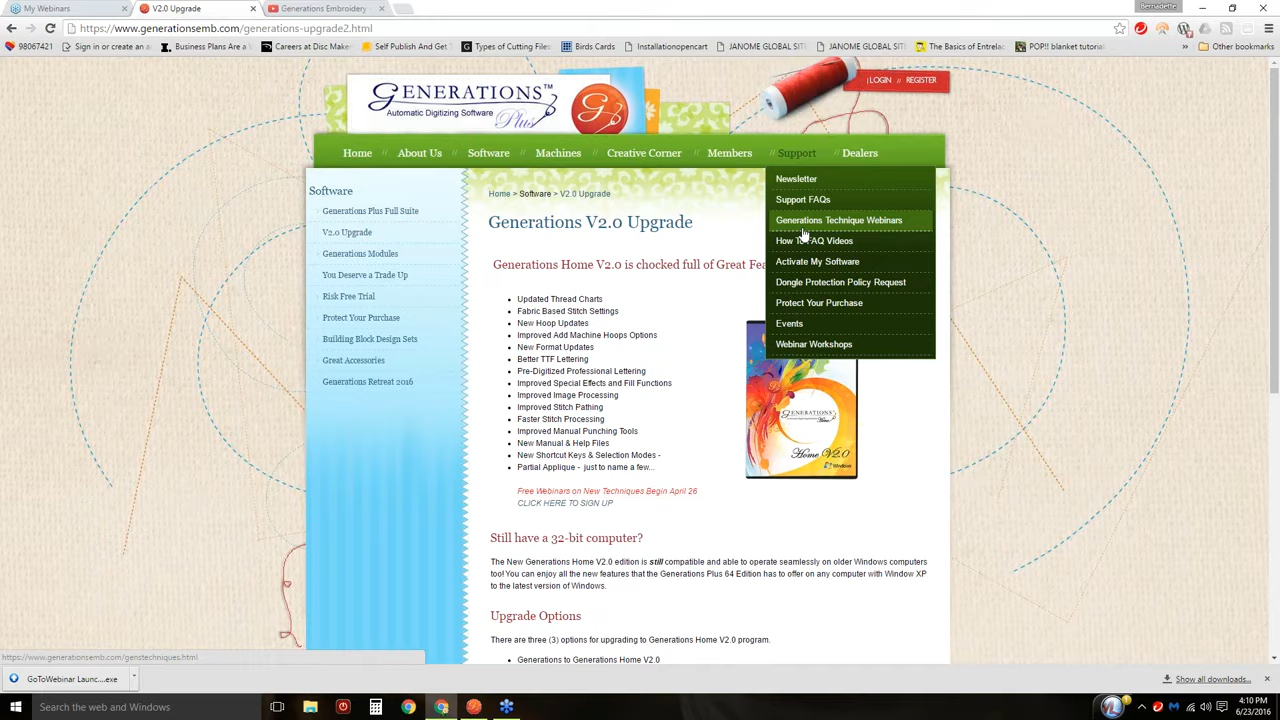 Bernadette
My Webinars
V2.0 Upgrade
Generations Embroidery
https://www.generationsemb.com/generations-upgrade2.html
98067421
Sign in or create an a
Business Plans Are a W
Careers at Disc Maker
Self Publish And Get T
Types of Cutting Files
Birds Cards
Installationopencart
JANOME GLOBAL SITE
JANOME GLOBAL SITE
The Basics of Entrelac
POP!! blanket tutorial
Other bookmarks
GENERATIONS™
Automatic Digitizing Software
Plus
LOGIN // REGISTER
Home // About Us // Software // Machines // Creative Corner // Members // Support // Dealers
Newsletter
Support FAQs
Generations Technique Webinars
How To FAQ Videos
Activate My Software
Dongle Protection Policy Request
Protect Your Purchase
Events
Webinar Workshops
Software
Generations Plus Full Suite
V2.0 Upgrade
Generations Modules
You Deserve a Trade Up
Risk Free Trial
Protect Your Purchase
Building Block Design Sets
Great Accessories
Generations Retreat 2016
Home > Software > V2.0 Upgrade
Generations V2.0 Upgrade
Generations Home V2.0 is chocked full of Great Fea
Updated Thread Charts
Fabric Based Stitch Settings
New Hoop Updates
Improved Add Machine Hoops Options
New Format Updates
Better TTF Lettering
Pre-Digitized Professional Lettering
Improved Special Effects and Fill Functions
Improved Image Processing
Improved Stitch Pathing
Faster Stitch Processing
Improved Manual Punching Tools
New Manual & Help Files
New Shortcut Keys & Selection Modes -
Partial Applique - just to name a few...
GENERATIONS
Home V2.0
Windows
Free Webinars on New Techniques Begin April 26
CLICK HERE TO SIGN UP
Still have a 32-bit computer?
The New Generations Home V2.0 edition is still compatible and able to operate seamlessly on older Windows computers
too! You can enjoy all the new features that the Generations Plus 64 Edition has to offer on any computer with Window XP
to the latest version of Windows.
Upgrade Options
There are three (3) options for upgrading to Generations Home V2.0 program.
Generations to Generations Home V2.0
https://www.generationsemb.com/genstechniques.html
GoToWebinar Launc....exe
Show all downloads...
Search the web and Windows
4:10 PM
6/23/2016